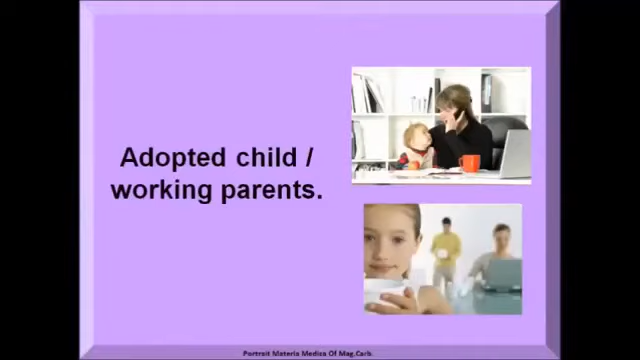 Adopted child /
working parents.
Portrait Materia Medica Of Mag.Carb.